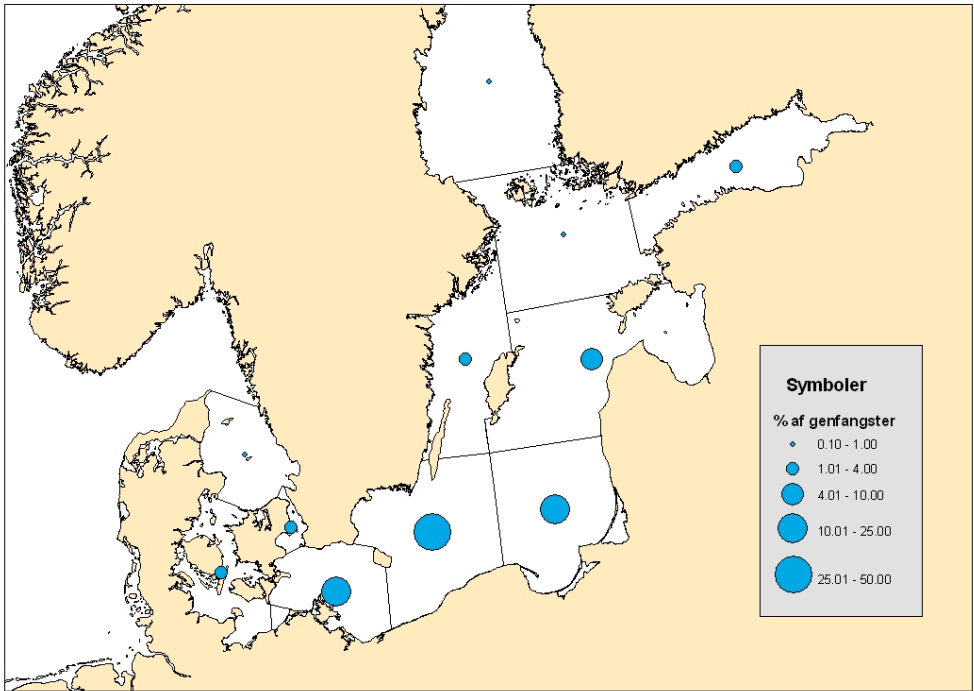 Symboler
% af genfangster
0.10 - 1.00
1.01 - 4.00
4.01 - 10.00
10.01 - 25.00
25.01 - 50.00